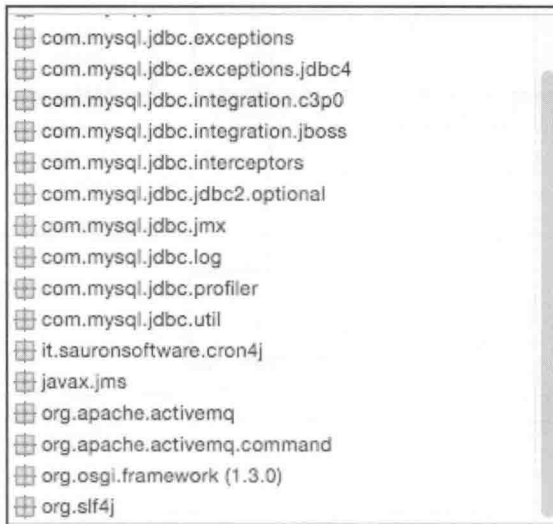 com.mysql.jdbc.exceptions
com.mysql.jdbc.exceptions.jdbc4
com.mysql.jdbc.integration.c3p0
com.mysql.jdbc.integration.jboss
com.mysql.jdbc.interceptors
com.mysql.jdbc.jdbc2.optional
com.mysql.jdbc.jmx
com.mysql.jdbc.log
com.mysql.jdbc.profiler
com.mysql.jdbc.util
it.sauronsoftware.cron4j
javax.jms
org.apache.activemq
org.apache.activemq.command
org.osgi.framework (1.3.0)
org.slf4j